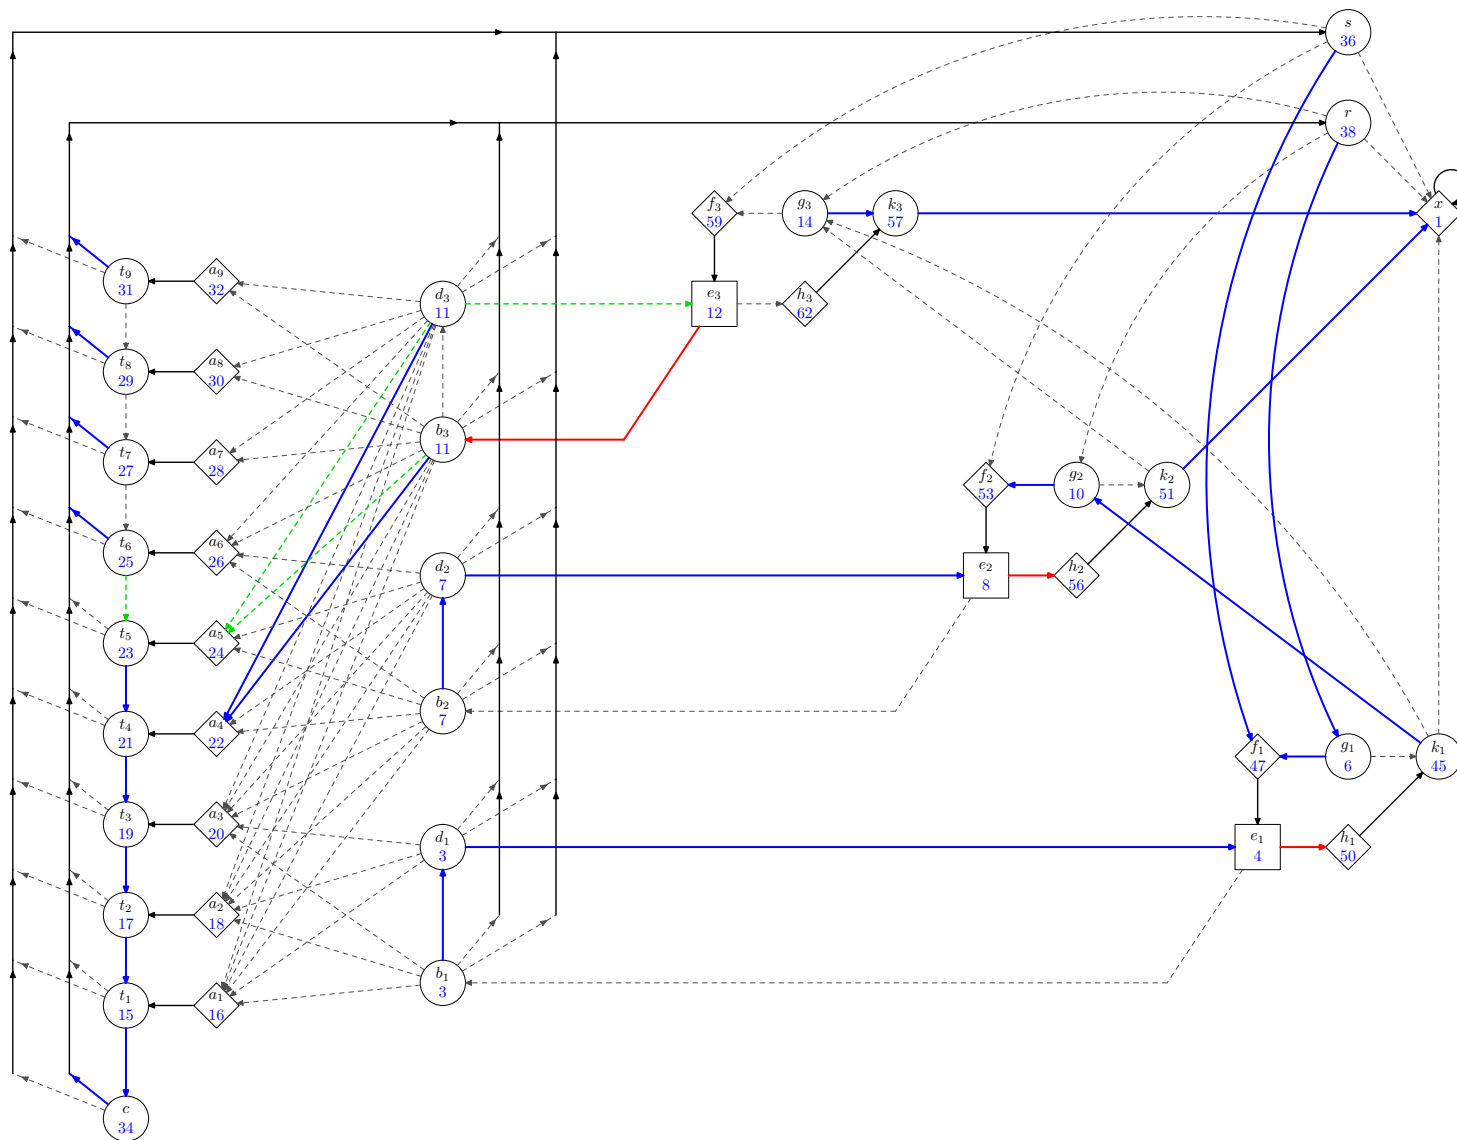 s
36
r
38
f₃
59
g₃
14
k₃
57
x
1
t₉
31
a₉
32
d₃
11
e₃
12
h₃
62
t₈
29
a₈
30
b₃
11
t₇
27
a₇
28
f₂
53
g₂
10
k₂
51
t₆
25
a₆
26
d₂
7
e₂
8
h₂
56
t₅
23
a₅
24
b₂
7
t₄
21
a₄
22
f₁
47
g₁
6
k₁
45
t₃
19
a₃
20
d₁
3
e₁
4
h₁
50
t₂
17
a₂
18
b₁
3
t₁
15
a₁
16
c
34